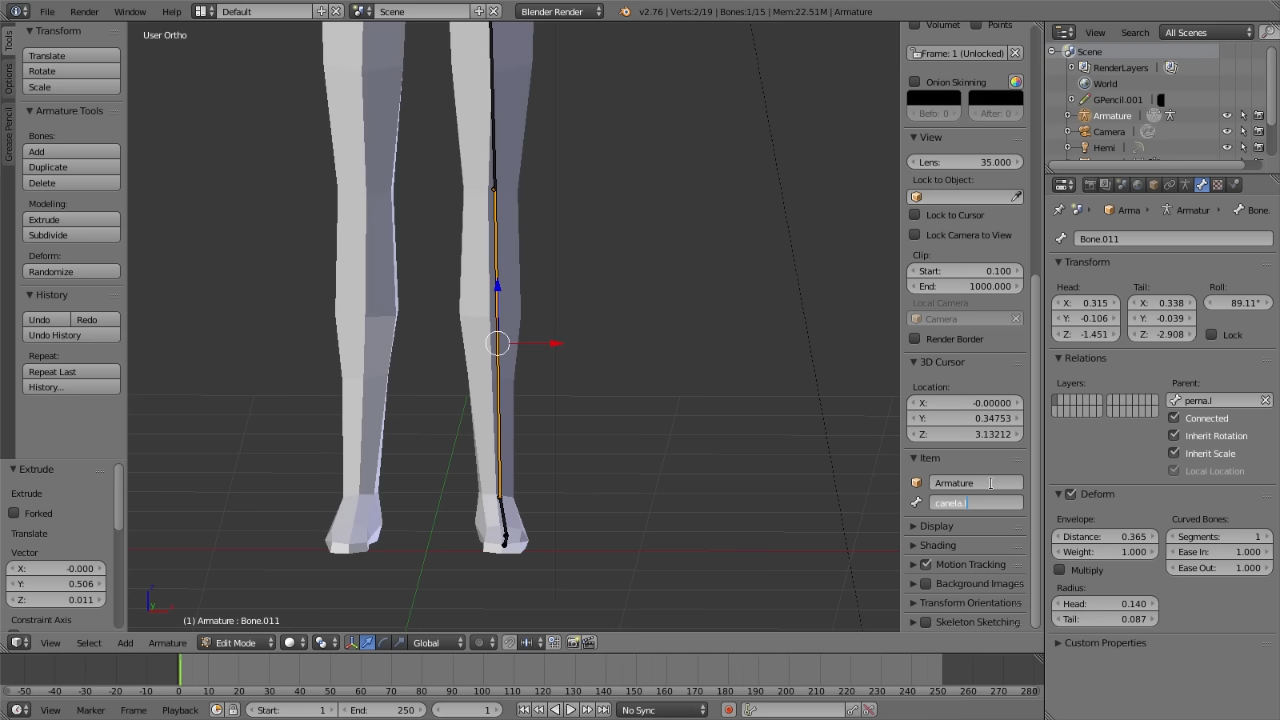 File Render Window Help Default Scene Blender Render v2.76 | Verts:2/19 | Bones:1/15 | Mem:22.51M | Armature
Tools
Options
Grease Pencil
Transform
Translate
Rotate
Scale
Armature Tools
Bones:
Add
Duplicate
Delete
Modeling:
Extrude
Subdivide
Deform:
Randomize
History
Undo Redo
Undo History
Repeat:
Repeat Last
History...
Extrude
Extrude
Forked
Translate
Vector
X: -0.000
Y: 0.506
Z: 0.011
Constraint Axis
User Ortho
(1) Armature : Bone.011
View Select Add Armature Edit Mode Global
Volumet Points
Frame: 1 (Unlocked)
Onion Skinning
Befo: 0 After: 0
View
Lens: 35.000
Lock to Object:
Lock to Cursor
Lock Camera to View
Clip:
Start: 0.100
End: 1000.000
Local Camera
Camera
Render Border
3D Cursor
Location:
X: -0.00000
Y: 0.34753
Z: 3.13212
Item
Armature
canela.l
Display
Shading
Motion Tracking
Background Images
Transform Orientations
Skeleton Sketching
View Search All Scenes
Scene
RenderLayers
World
GPencil.001
Armature
Camera
Hemi
Arma Armatur Bone.
Bone.011
Transform
Head: Tail: Roll:
X: 0.315 X: 0.338 89.11°
Y: -0.106 Y: -0.039
Z: -1.451 Z: -2.908 Lock
Relations
Layers: Parent:
perna.l
Connected
Inherit Rotation
Inherit Scale
Local Location
Deform
Envelope: Curved Bones:
Distance: 0.365 Segments: 1
Weight: 1.000 Ease In: 1.000
Multiply Ease Out: 1.000
Radius:
Head: 0.140
Tail: 0.087
Custom Properties
-50 -40 -30 -20 -10 0 10 20 30 40 50 60 70 80 90 100 110 120 130 140 150 160 170 180 190 200 210 220 230 240 250 260 270 280
View Marker Frame Playback Start: 1 End: 250 1 No Sync